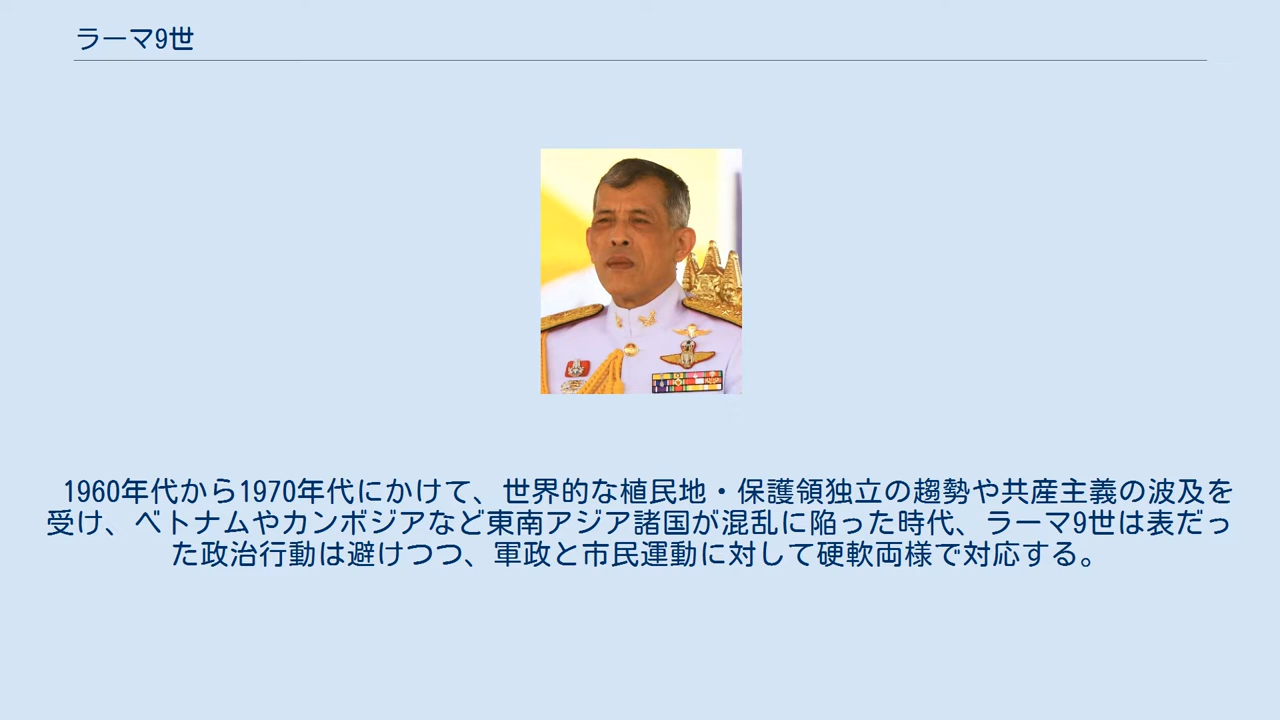 ラーマ9世
1960年代から1970年代にかけて、世界的な植民地・保護領独立の趨勢や共産主義の波及を
受け、ベトナムやカンボジアなど東南アジア諸国が混乱に陥った時代、ラーマ9世は表だっ
た政治行動は避けつつ、軍政と市民運動に対して硬軟両様で対応する。